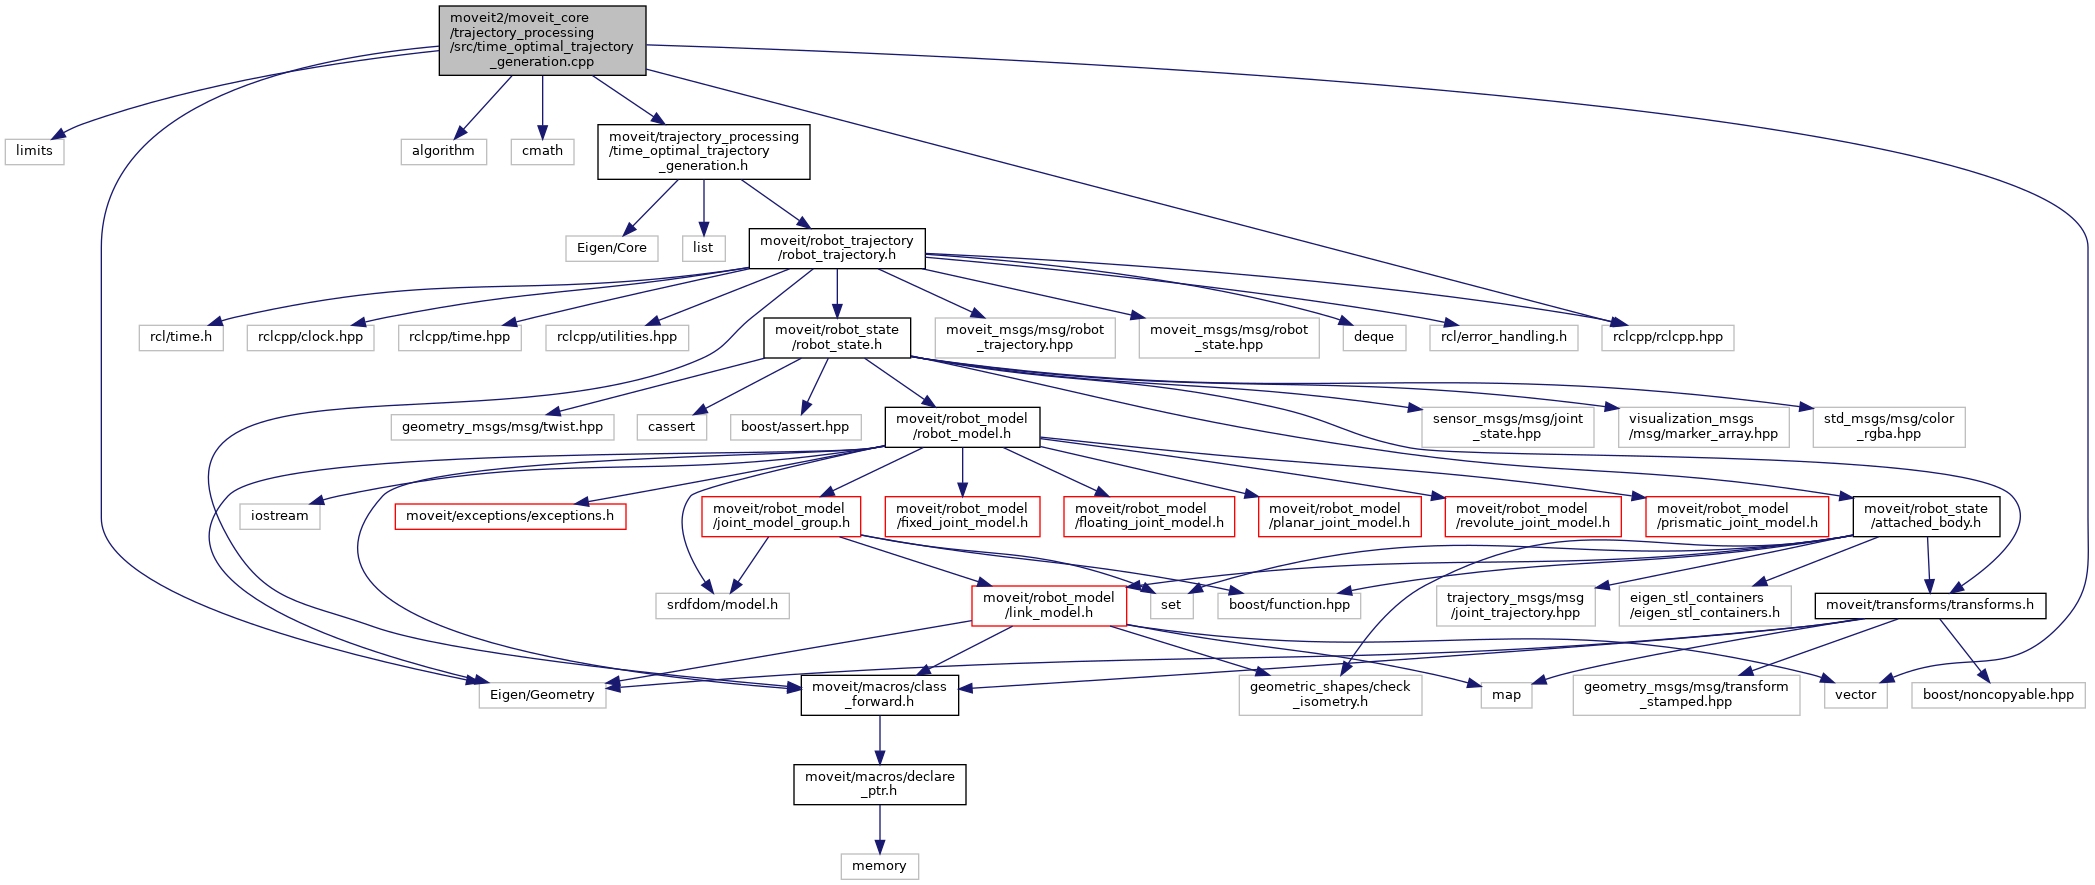 moveit2/moveit_core
/trajectory_processing
/src/time_optimal_trajectory
_generation.cpp
limits
algorithm
cmath
moveit/trajectory_processing
/time_optimal_trajectory
_generation.h
Eigen/Core
list
moveit/robot_trajectory
/robot_trajectory.h
rcl/time.h
rclcpp/clock.hpp
rclcpp/time.hpp
rclcpp/utilities.hpp
moveit/robot_state
/robot_state.h
moveit_msgs/msg/robot
_trajectory.hpp
moveit_msgs/msg/robot
_state.hpp
deque
rcl/error_handling.h
rclcpp/rclcpp.hpp
geometry_msgs/msg/twist.hpp
cassert
boost/assert.hpp
moveit/robot_model
/robot_model.h
sensor_msgs/msg/joint
_state.hpp
visualization_msgs
/msg/marker_array.hpp
std_msgs/msg/color
_rgba.hpp
iostream
moveit/exceptions/exceptions.h
moveit/robot_model
/joint_model_group.h
moveit/robot_model
/fixed_joint_model.h
moveit/robot_model
/floating_joint_model.h
moveit/robot_model
/planar_joint_model.h
moveit/robot_model
/revolute_joint_model.h
moveit/robot_model
/prismatic_joint_model.h
moveit/robot_state
/attached_body.h
srdfdom/model.h
moveit/robot_model
/link_model.h
set
boost/function.hpp
trajectory_msgs/msg
/joint_trajectory.hpp
eigen_stl_containers
/eigen_stl_containers.h
moveit/transforms/transforms.h
Eigen/Geometry
moveit/macros/class
_forward.h
geometric_shapes/check
_isometry.h
map
geometry_msgs/msg/transform
_stamped.hpp
vector
boost/noncopyable.hpp
moveit/macros/declare
_ptr.h
memory